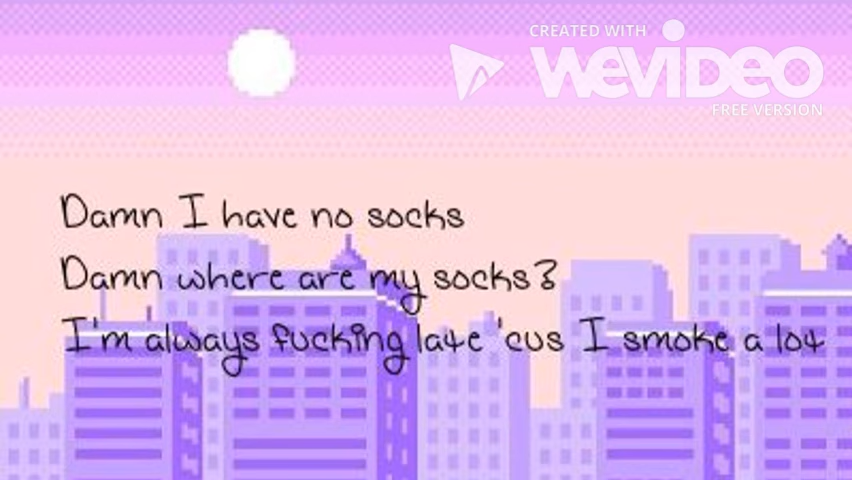 CREATED WITH
WEVIDEO
FREE VERSION
Damn I have no socks
Damn where are my socks?
I'm always fucking late 'cus I smoke a lot